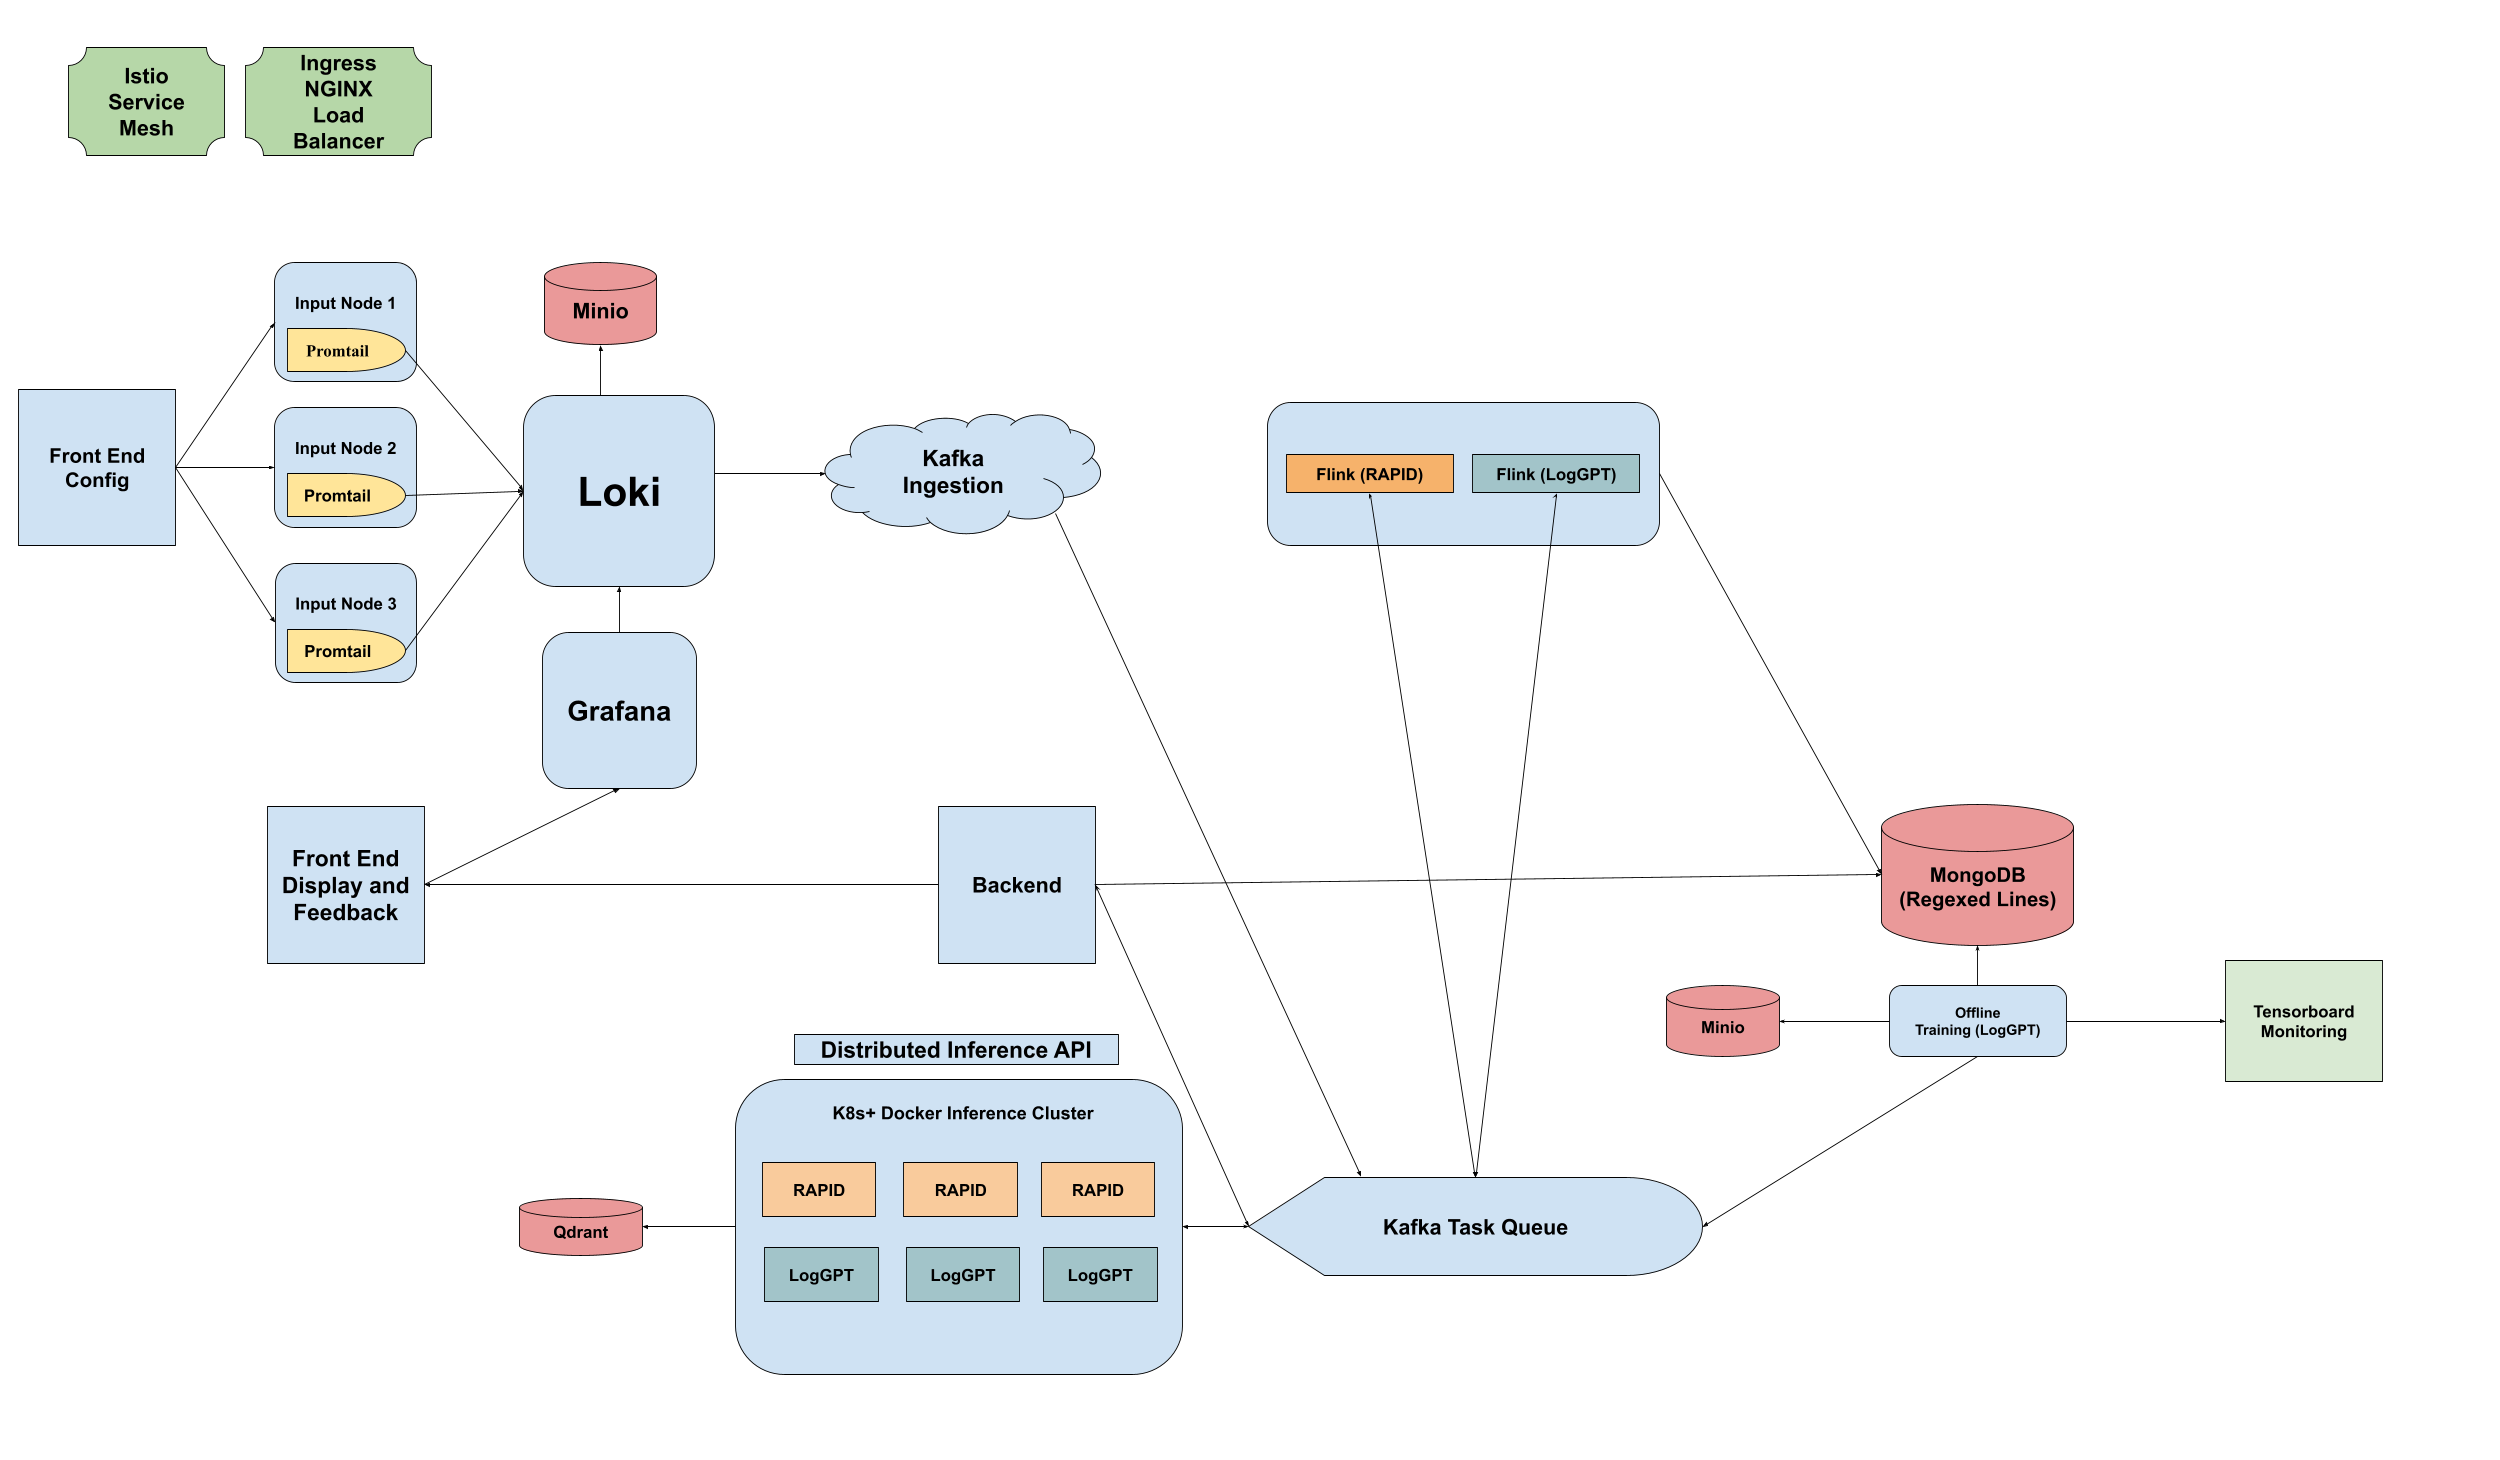 Istio
Service
Mesh
Ingress
NGINX
Load
Balancer
Input Node 1
Promtail
Minio
Front End
Config
Input Node 2
Promtail
Loki
Kafka
Ingestion
Flink (RAPID)
Flink (LogGPT)
Input Node 3
Promtail
Grafana
Front End
Display and
Feedback
Backend
MongoDB
(Regexed Lines)
Minio
Offline
Training (LogGPT)
Tensorboard
Monitoring
Distributed Inference API
K8s+ Docker Inference Cluster
RAPID
RAPID
RAPID
Qdrant
Kafka Task Queue
LogGPT
LogGPT
LogGPT